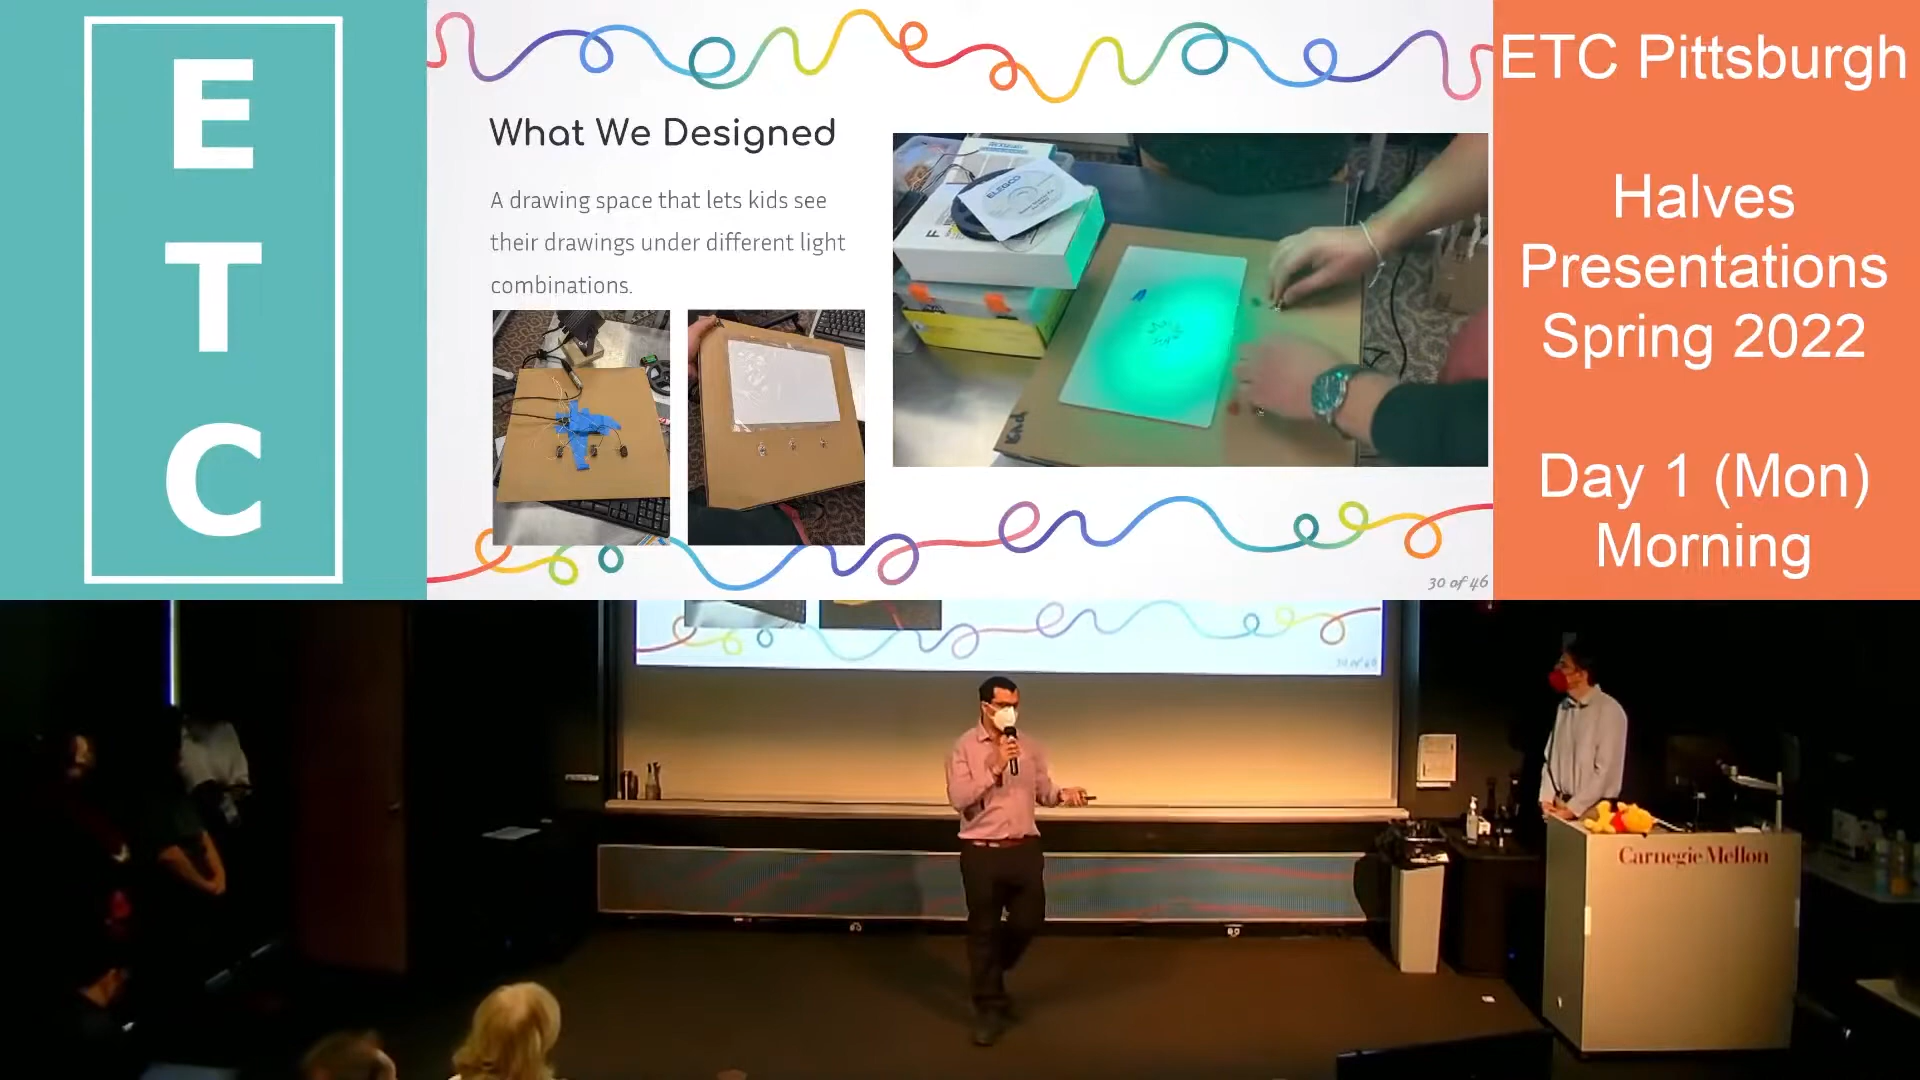 E
T
C
What We Designed
A drawing space that lets kids see
their drawings under different light
combinations.
ELEGOO
30 of 46
ETC Pittsburgh
Halves
Presentations
Spring 2022
Day 1 (Mon)
Morning
Carnegie Mellon